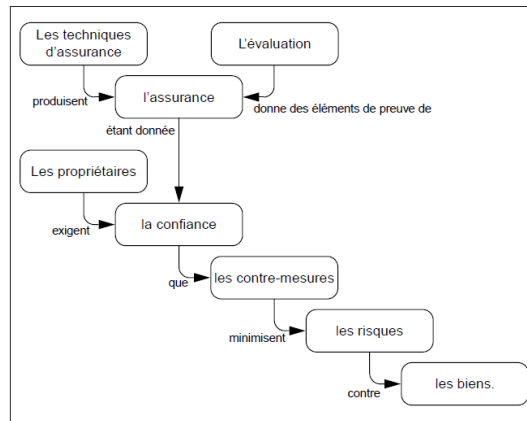 Les techniques
d'assurance
L'évaluation
produisent
l'assurance
donne des éléments de preuve de
étant donnée
Les propriétaires
exigent
la confiance
que
les contre-mesures
minimisent
les risques
contre
les biens.